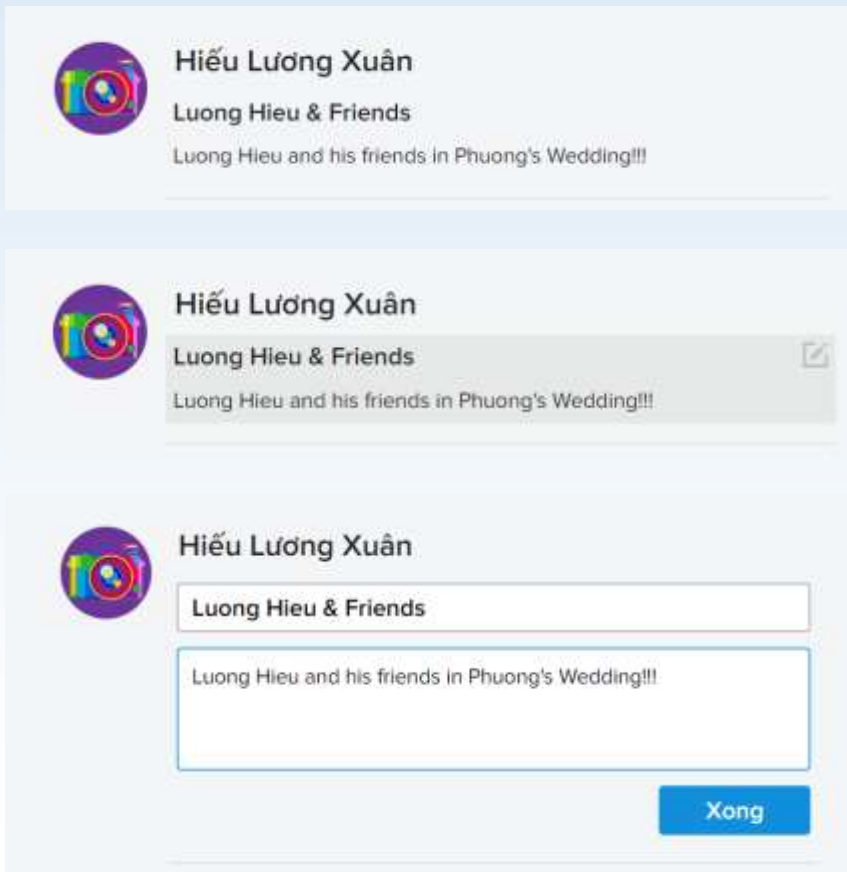 Hiếu Lương Xuân
Luong Hieu & Friends
Luong Hieu and his friends in Phuong's Wedding!!!
Hiếu Lương Xuân
Luong Hieu & Friends
Luong Hieu and his friends in Phuong's Wedding!!!
Hiếu Lương Xuân
Luong Hieu & Friends
Luong Hieu and his friends in Phuong's Wedding!!!
Xong